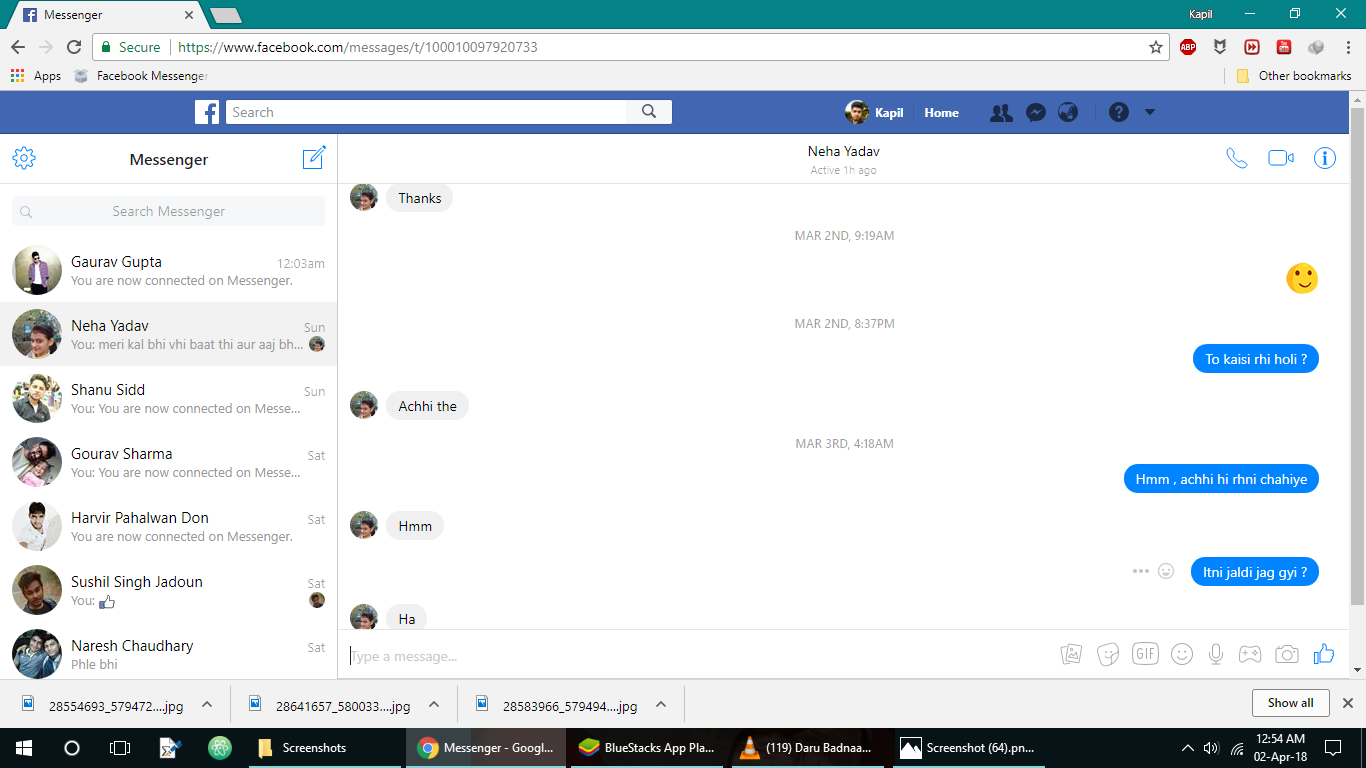 Messenger
Kapil
Secure
https://www.facebook.com/messages/t/100010097920733
ABP
Apps
Facebook Messenger
Other bookmarks
Search
Kapil
Home
Messenger
Search Messenger
Gaurav Gupta 12:03am
You are now connected on Messenger.
Neha Yadav Sun
You: meri kal bhi vhi baat thi aur aaj bh...
Shanu Sidd Sun
You: You are now connected on Messe...
Gourav Sharma Sat
You: You are now connected on Messe...
Harvir Pahalwan Don Sat
You are now connected on Messenger.
Sushil Singh Jadoun Sat
You:
Naresh Chaudhary Sat
Phle bhi
Neha Yadav
Active 1h ago
Thanks
MAR 2ND, 9:19AM
MAR 2ND, 8:37PM
To kaisi rhi holi ?
Achhi the
MAR 3RD, 4:18AM
Hmm , achhi hi rhni chahiye
Hmm
Itni jaldi jag gyi ?
Ha
Type a message...
GIF
28554693_579472....jpg
28641657_580033....jpg
28583966_579494....jpg
Show all
Screenshots
Messenger - Googl...
BlueStacks App Pla...
(119) Daru Badnaa...
Screenshot (64).pn...
12:54 AM
02-Apr-18